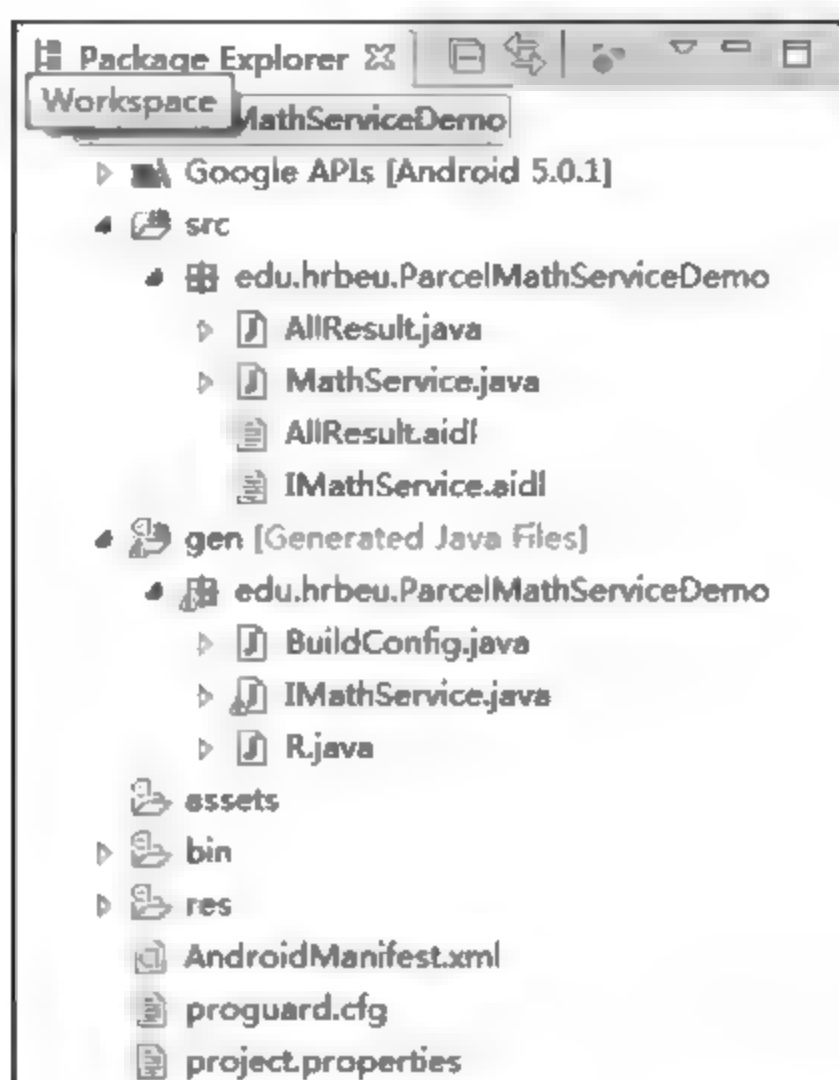 Package Explorer
Workspace
MathServiceDemo
Google APIs [Android 5.0.1]
src
edu.hrbeu.ParcelMathServiceDemo
AllResult.java
MathService.java
AllResult.aidl
IMathService.aidl
gen [Generated Java Files]
edu.hrbeu.ParcelMathServiceDemo
BuildConfig.java
IMathService.java
R.java
assets
bin
res
AndroidManifest.xml
proguard.cfg
project.properties